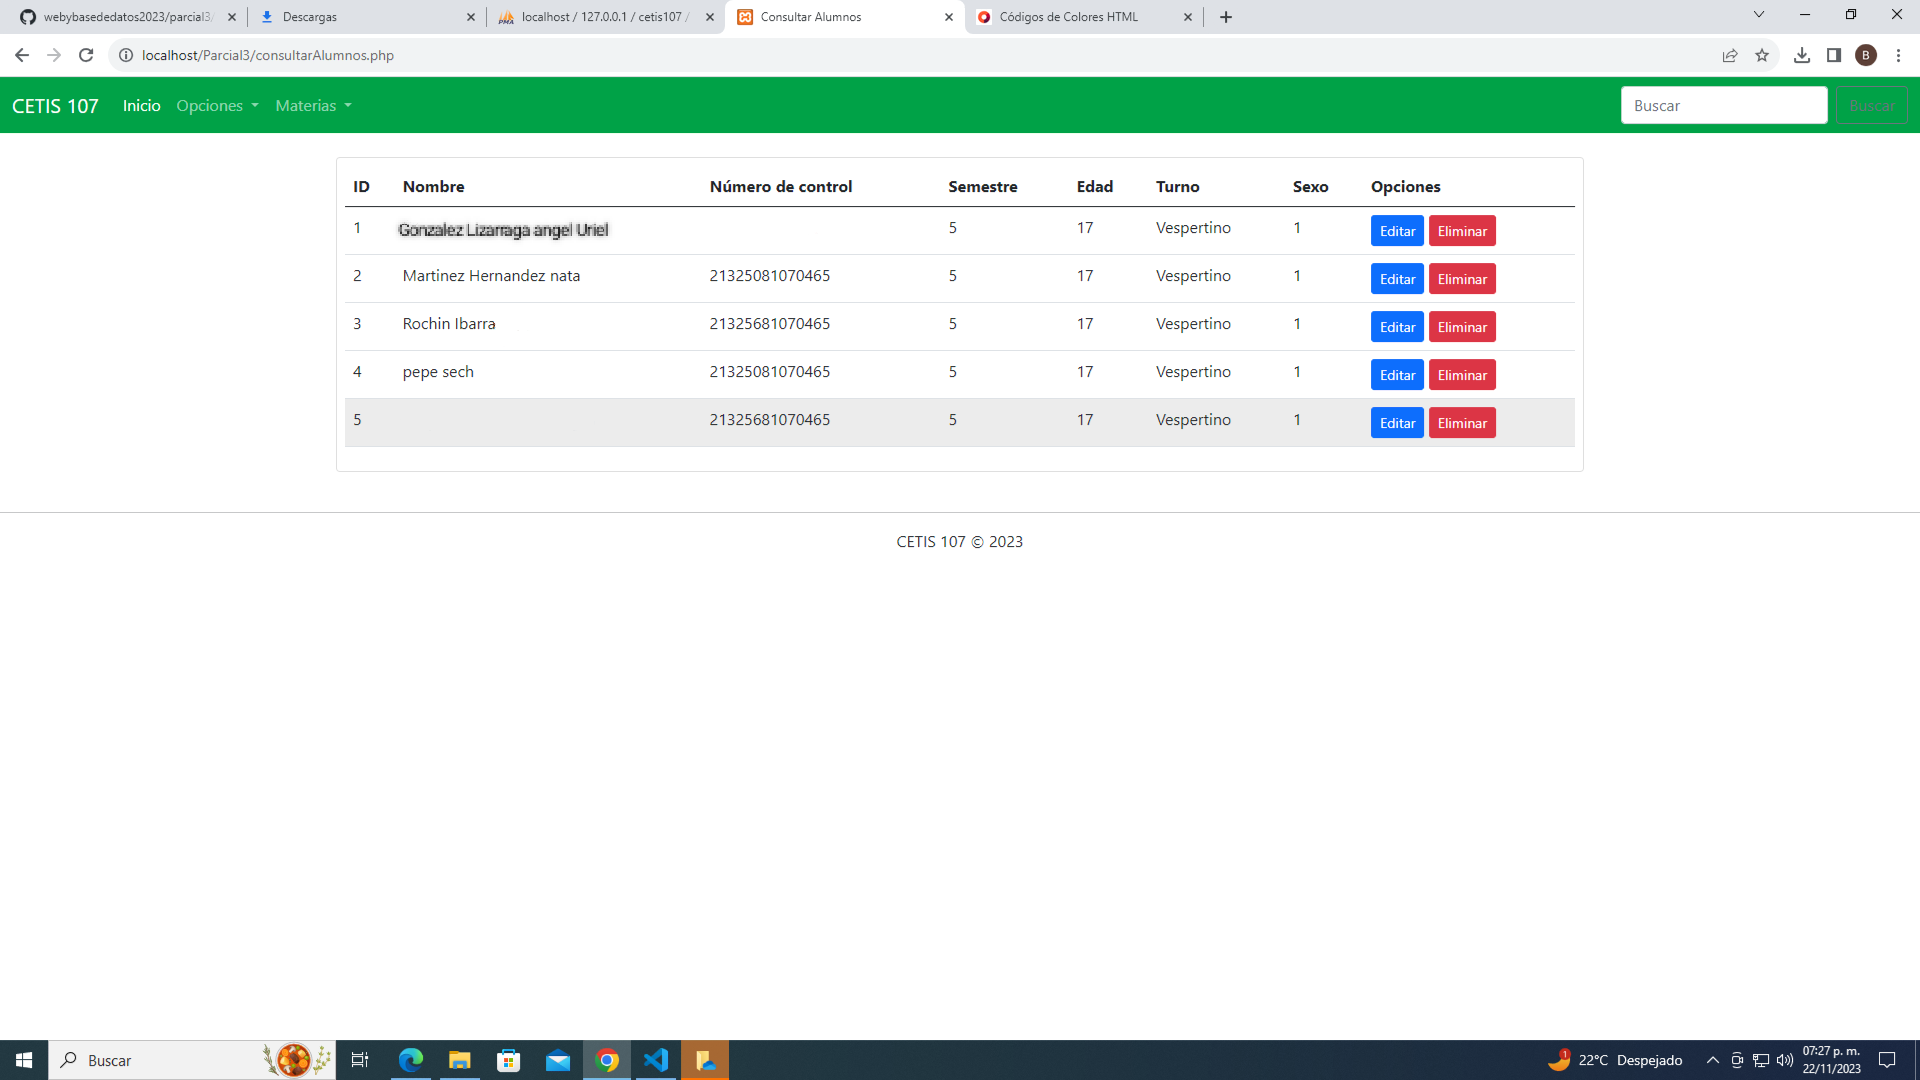 webybasededatos2023/parcial3/
Descargas
localhost / 127.0.0.1 / cetis107 /
Consultar Alumnos
Códigos de Colores HTML
localhost/Parcial3/consultarAlumnos.php
B
CETIS 107 Inicio Opciones Materias Buscar Buscar
ID Nombre Número de control Semestre Edad Turno Sexo Opciones
1 Gonzalez Lizarraga angel Uriel 5 17 Vespertino 1 Editar Eliminar
2 Martinez Hernandez nata 21325081070465 5 17 Vespertino 1 Editar Eliminar
3 Rochin Ibarra 21325681070465 5 17 Vespertino 1 Editar Eliminar
4 pepe sech 21325081070465 5 17 Vespertino 1 Editar Eliminar
5 21325681070465 5 17 Vespertino 1 Editar Eliminar
CETIS 107 © 2023
Buscar
1
22°C Despejado
07:27 p. m.
22/11/2023